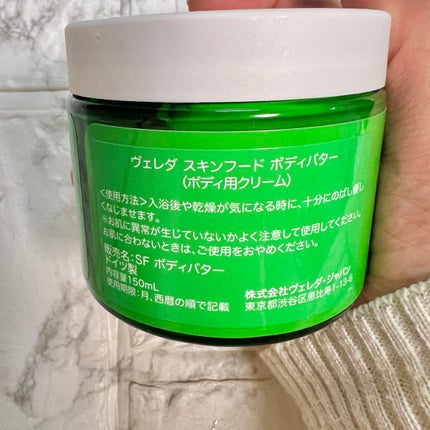 ヴェレダ スキンフード ボディバター
(ボディ用クリーム)
<使用方法>入浴後や乾燥が気になる時に、十分にのばし優し
くなじませます。
※お肌に異常が生じていないかよく注意して使用してください。
お肌に合わないときは、ご使用をおやめください。
販売名:SF ボディバター
ドイツ製
内容量150mL
使用期限:月、西暦の順で記載
株式会社ヴェレダ・ジャパン
東京都渋谷区恵比寿1-13-6